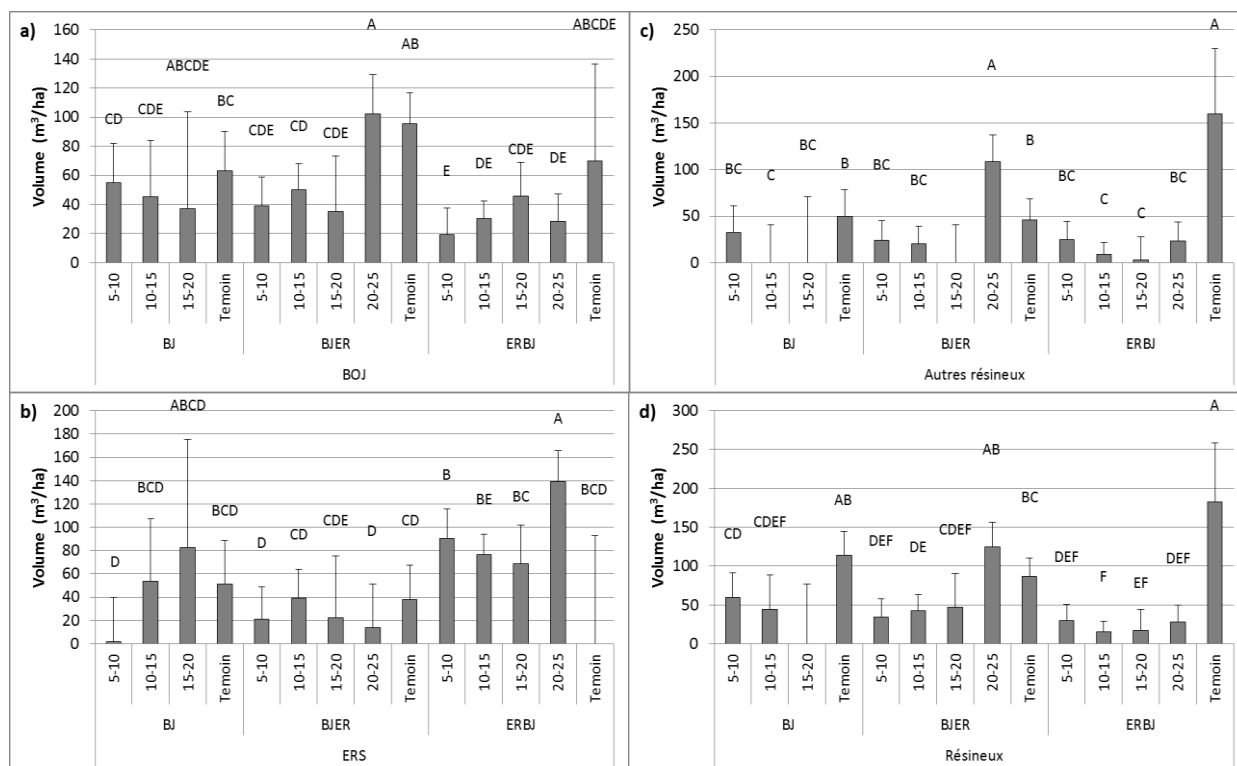 a)
Volume (m³/ha)
160
140
120
100
80
60
40
20
0
CD CDE ABCDE BC CDE CD CDE A AB E DE CDE DE ABCDE
5-10 10-15 15-20 Temoin 5-10 10-15 15-20 20-25 Temoin 5-10 10-15 15-20 20-25 Temoin
BJ BJER ERBJ
BOJ
c)
Volume (m³/ha)
250
200
150
100
50
0
BC C BC B BC BC A B BC C C BC A
5-10 10-15 15-20 Temoin 5-10 10-15 15-20 20-25 Temoin 5-10 10-15 15-20 20-25 Temoin
BJ BJER ERBJ
Autres résineux
b)
Volume (m³/ha)
200
180
160
140
120
100
80
60
40
20
0
D BCD ABCD BCD D CD CDE D CD B BE BC A BCD
5-10 10-15 15-20 Temoin 5-10 10-15 15-20 20-25 Temoin 5-10 10-15 15-20 20-25 Temoin
BJ BJER ERBJ
ERS
d)
Volume (m³/ha)
300
250
200
150
100
50
0
CD CDEF AB DEF DE CDEF AB BC DEF F EF DEF A
5-10 10-15 15-20 Temoin 5-10 10-15 15-20 20-25 Temoin 5-10 10-15 15-20 20-25 Temoin
BJ BJER ERBJ
Résineux